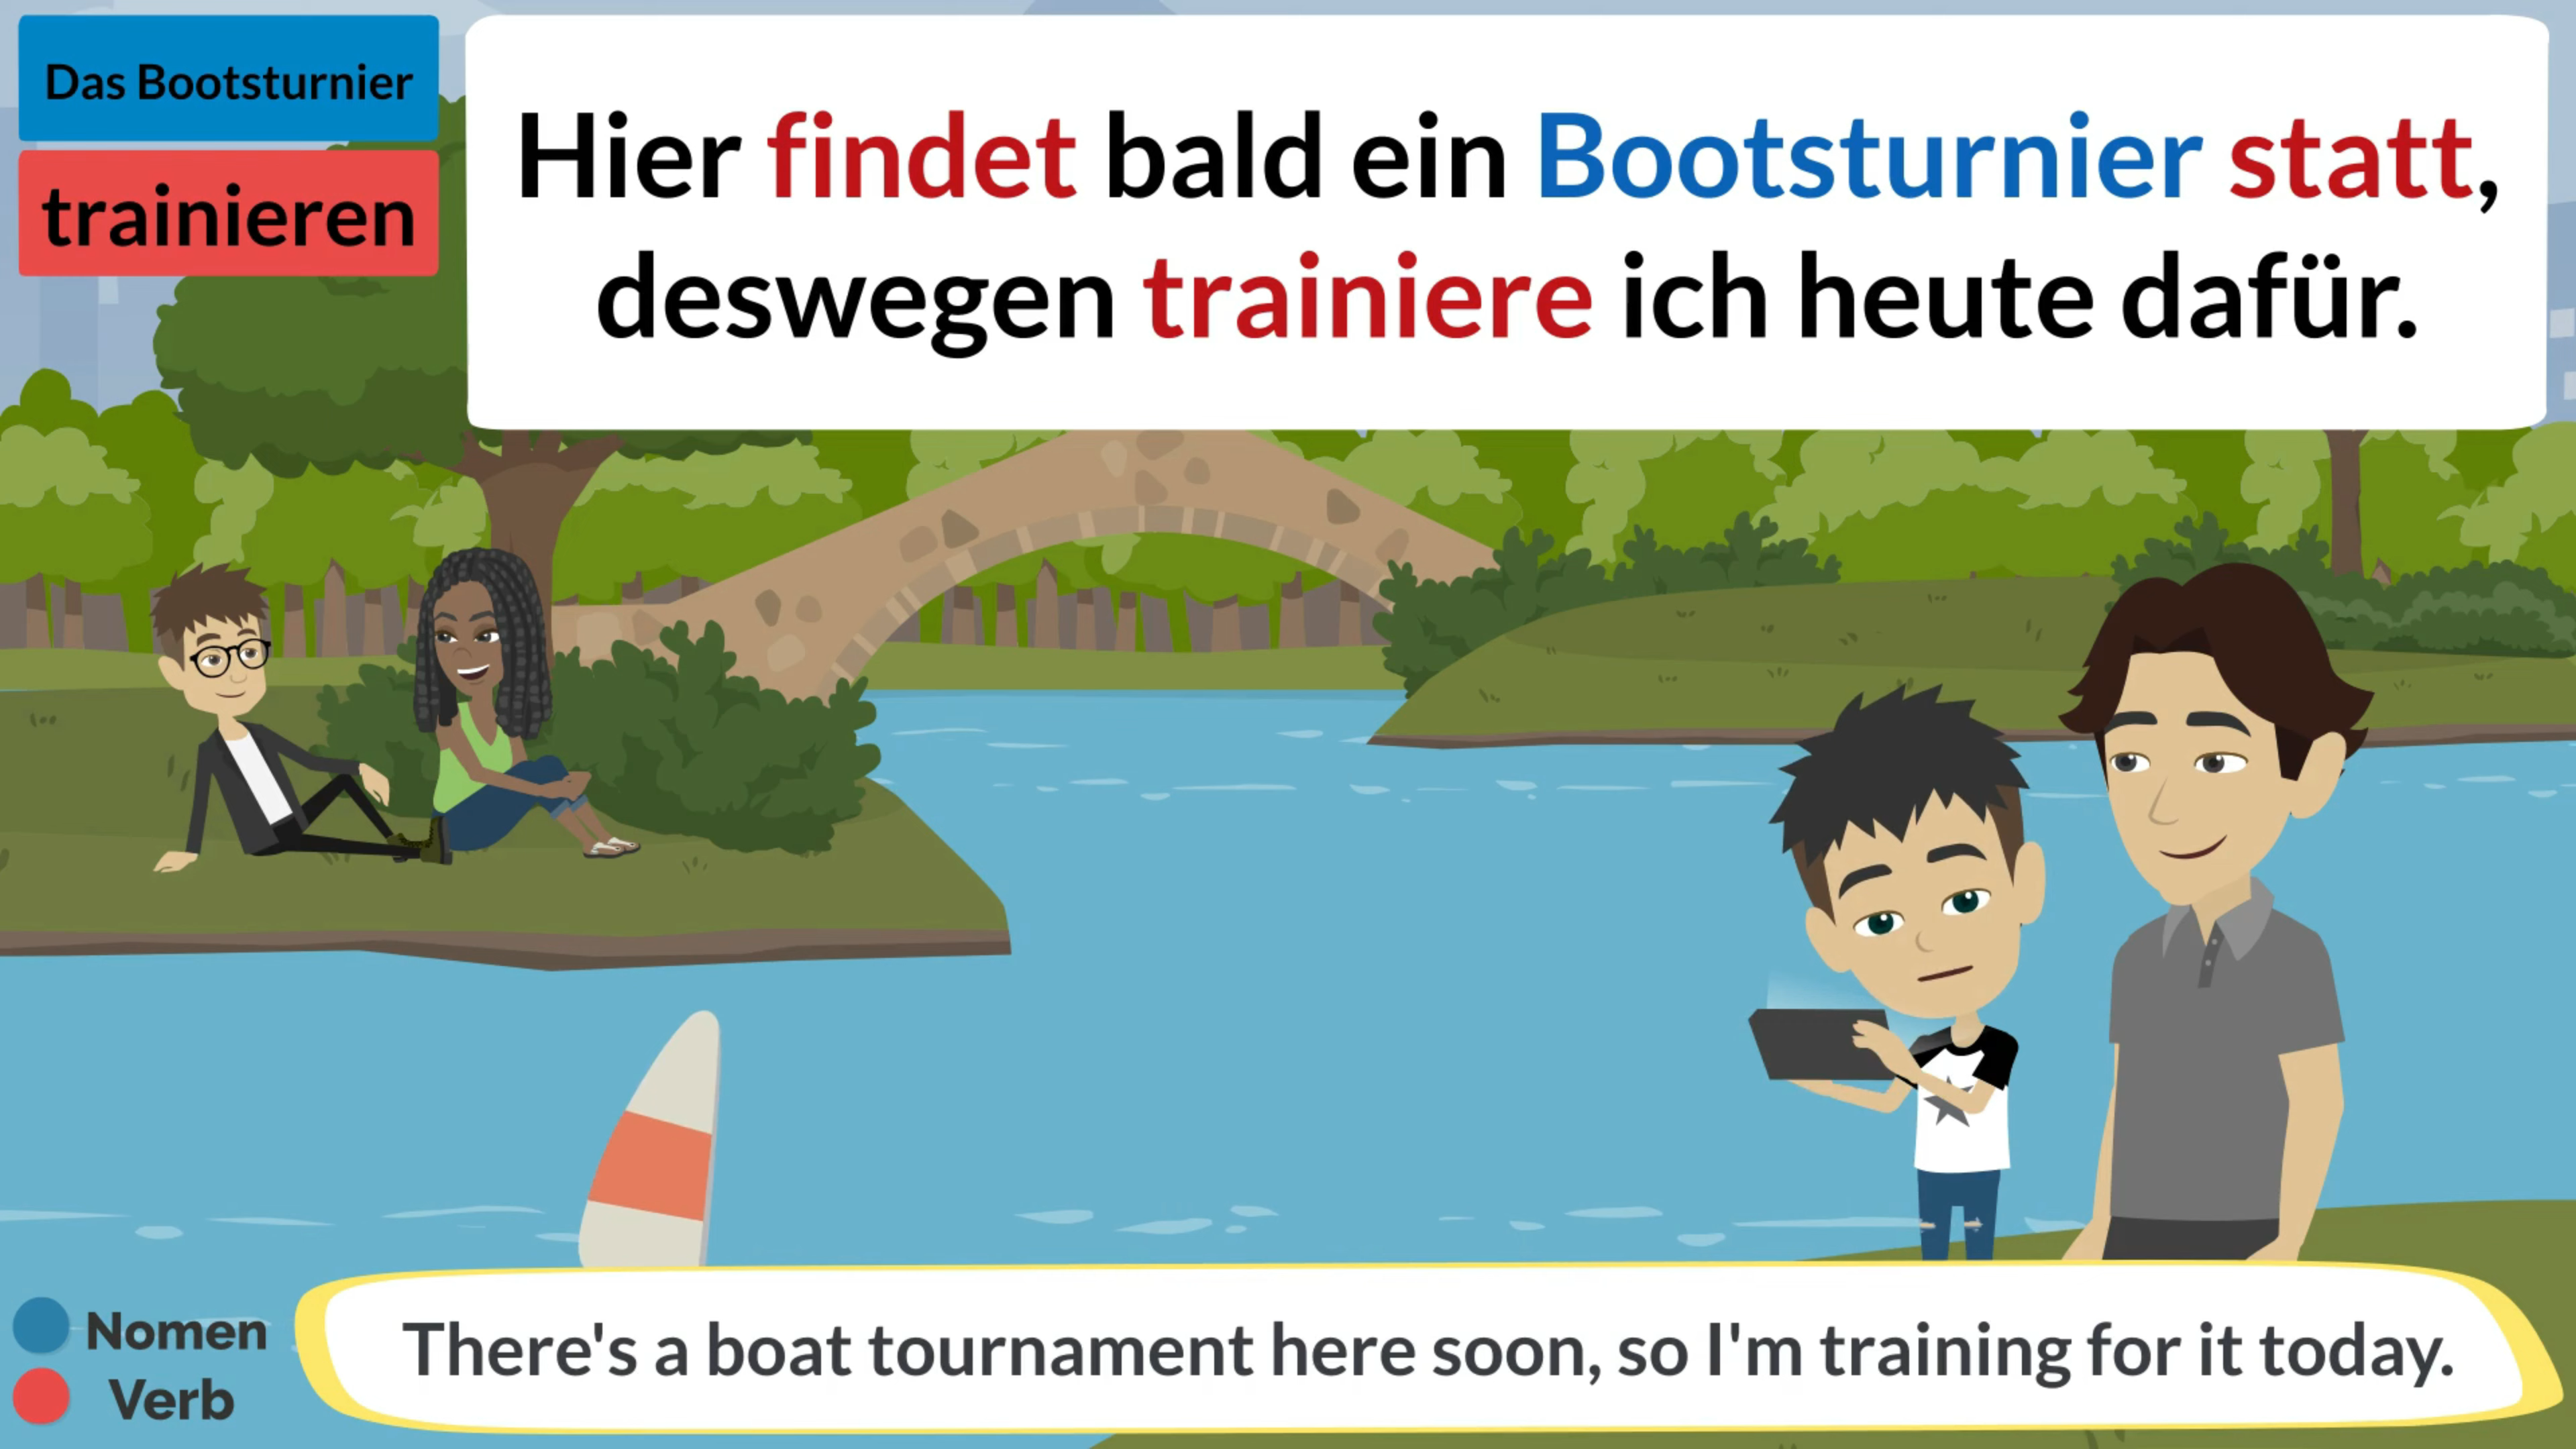 Das Bootsturnier
trainieren
Hier findet bald ein Bootsturnier statt,
deswegen trainiere ich heute dafür.
Nomen
Verb
There's a boat tournament here soon, so I'm training for it today.